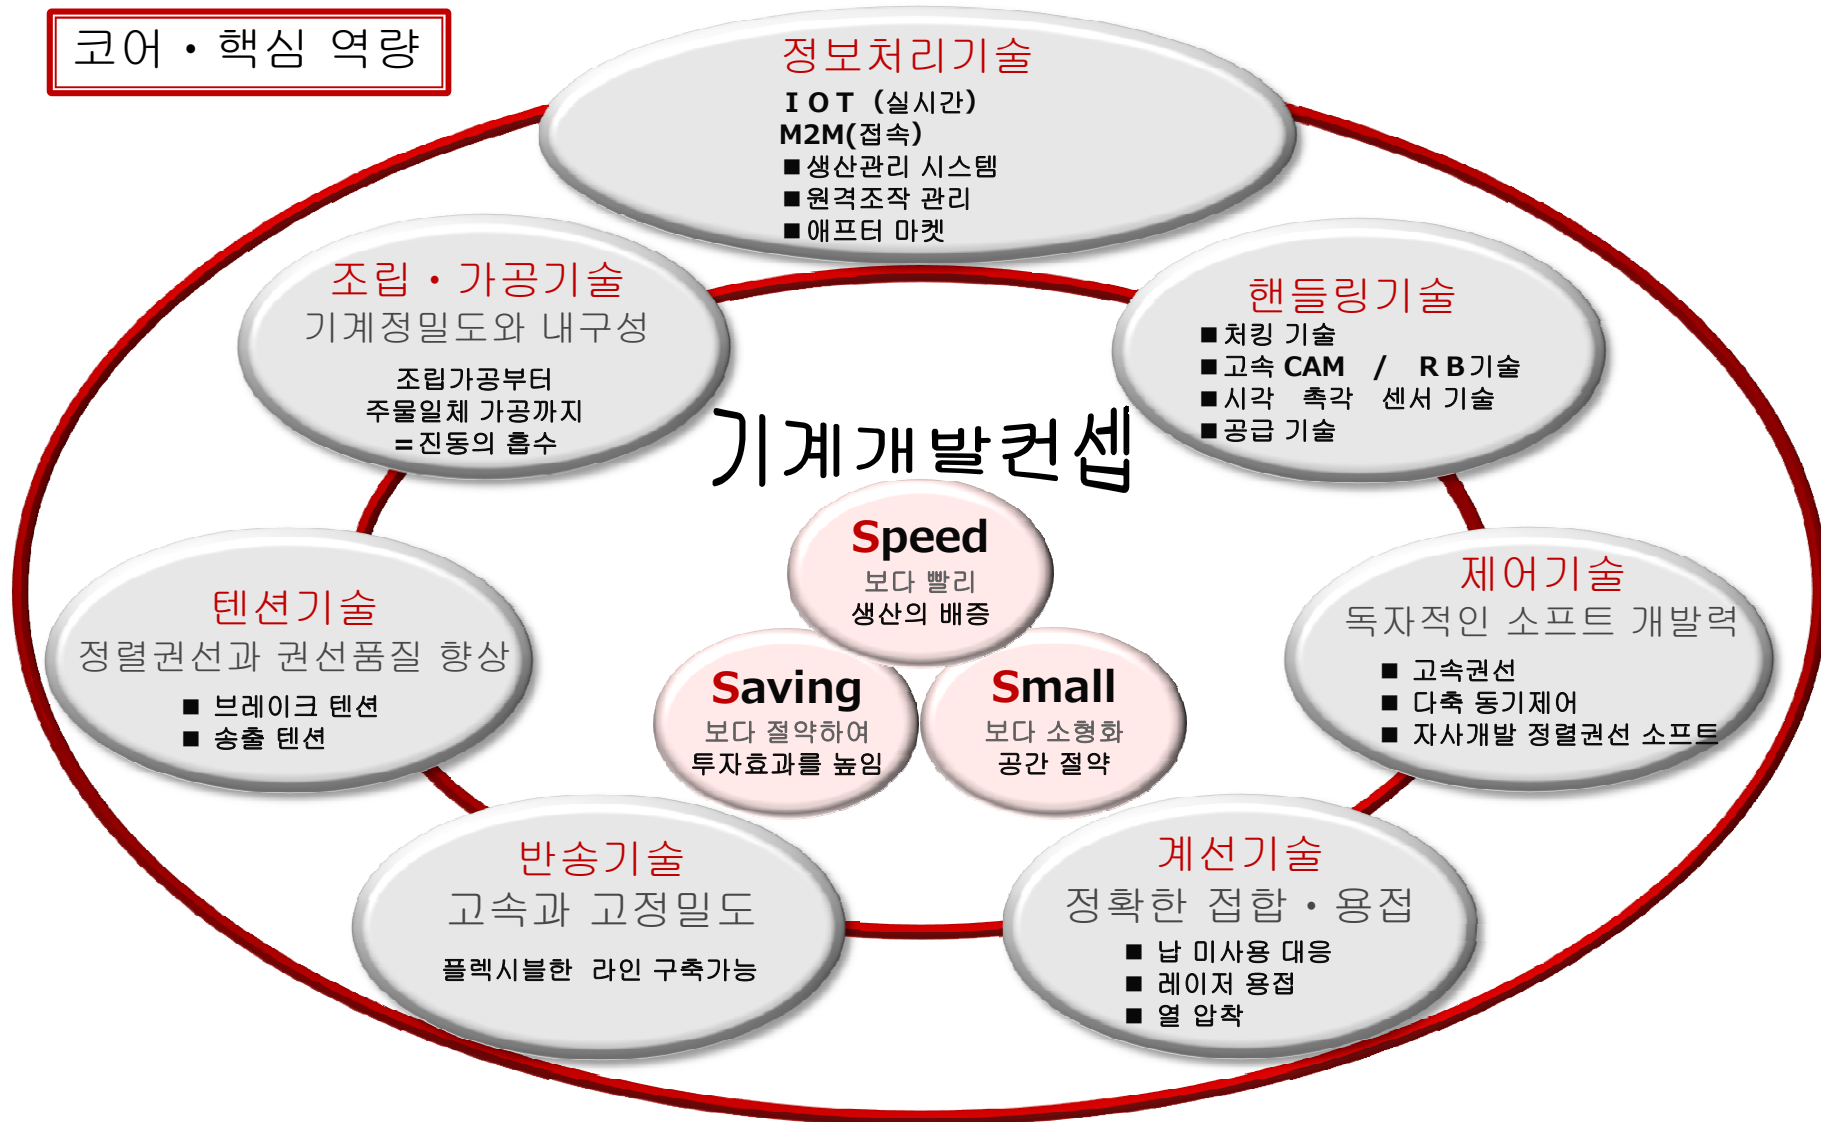 코어・핵심 역량
정보처리기술
ＩＯＴ（실시간）
M2M(접속）
■생산관리 시스템
■원격조작 관리
■애프터 마켓
조립・가공기술
기계정밀도와 내구성
조립가공부터
주물일체 가공까지
＝진동의 흡수
핸들링기술
■처킹 기술
■고속 CAM　/　ＲＢ기술
■시각　촉각　센서 기술
■공급 기술
기계개발컨셉
Speed
보다 빨리
생산의 배증
Saving
보다 절약하여
투자효과를 높임
Small
보다 소형화
공간 절약
텐션기술
정렬권선과 권선품질 향상
■ 브레이크 텐션
■ 송출 텐션
제어기술
독자적인 소프트 개발력
■ 고속권선
■ 다축 동기제어
■ 자사개발 정렬권선 소프트
반송기술
고속과 고정밀도
플렉시블한 라인 구축가능
계선기술
정확한 접합・용접
■ 납 미사용 대응
■ 레이저 용접
■ 열 압착